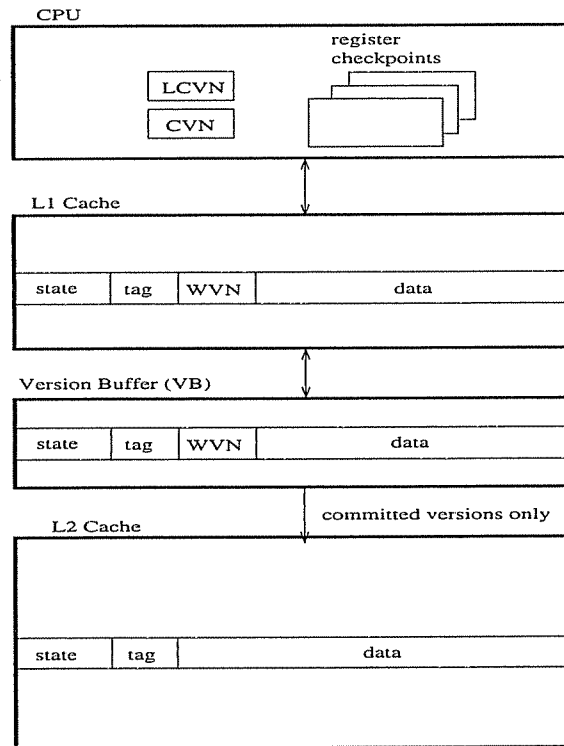 CPU
register
checkpoints
LCVN
CVN
L1 Cache
state tag WVN data
Version Buffer (VB)
state tag WVN data
committed versions only
L2 Cache
state tag data